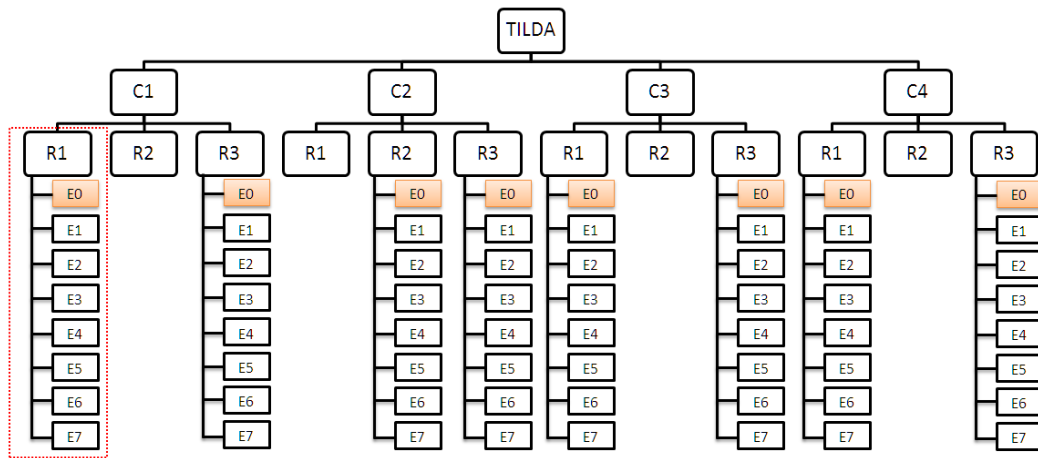 TILDA
C1 C2 C3 C4
R1 R2 R3 R1 R2 R3 R1 R2 R3 R1 R2 R3
E0 E0 E0 E0 E0 E0 E0 E0
E1 E1 E1 E1 E1 E1 E1 E1
E2 E2 E2 E2 E2 E2 E2 E2
E3 E3 E3 E3 E3 E3 E3 E3
E4 E4 E4 E4 E4 E4 E4 E4
E5 E5 E5 E5 E5 E5 E5 E5
E6 E6 E6 E6 E6 E6 E6 E6
E7 E7 E7 E7 E7 E7 E7 E7